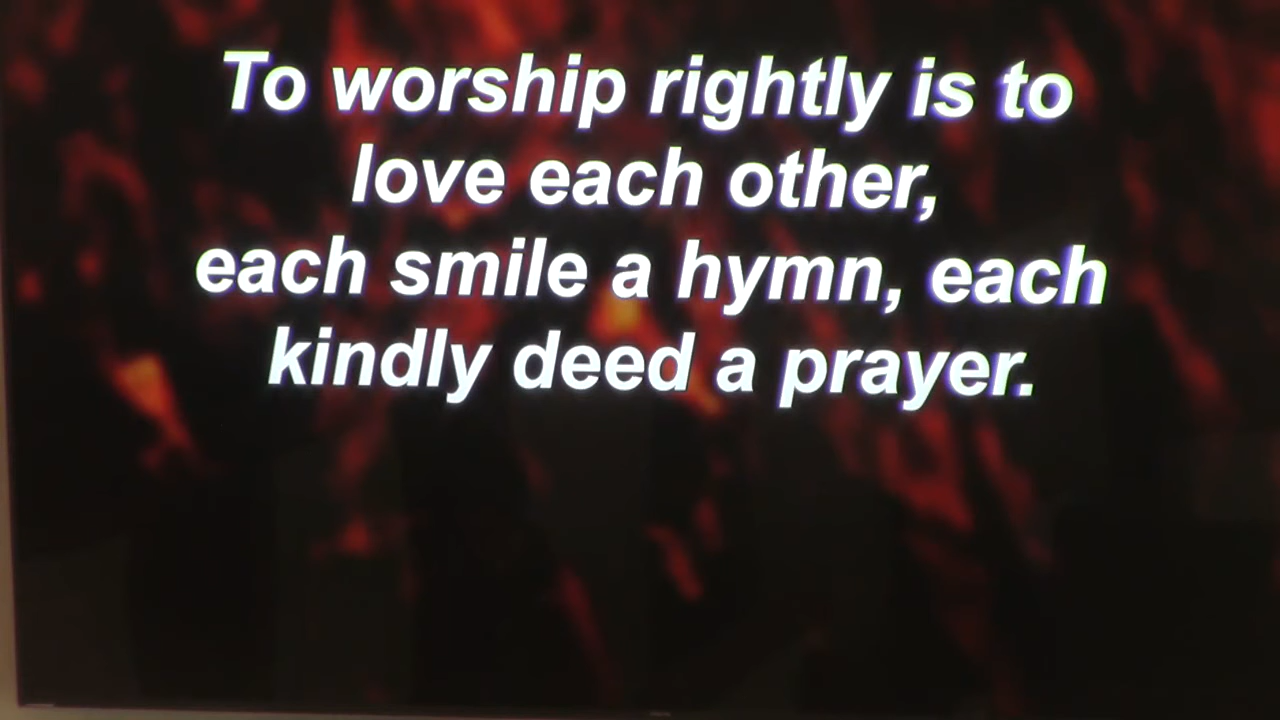 To worship rightly is to
love each other,
each smile a hymn, each
kindly deed a prayer.